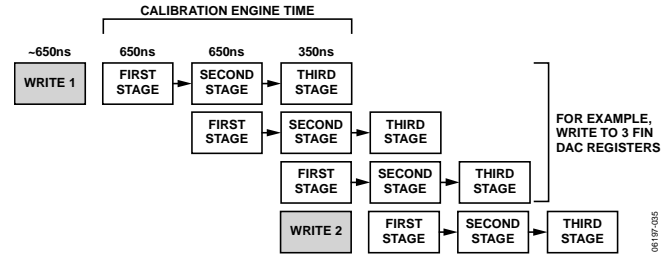 CALIBRATION ENGINE TIME
~650ns 650ns 650ns 350ns
WRITE 1 FIRST STAGE SECOND STAGE THIRD STAGE
FIRST STAGE SECOND STAGE THIRD STAGE
FOR EXAMPLE,
WRITE TO 3 FIN
DAC REGISTERS
FIRST STAGE SECOND STAGE THIRD STAGE
WRITE 2 FIRST STAGE SECOND STAGE THIRD STAGE
06197-035